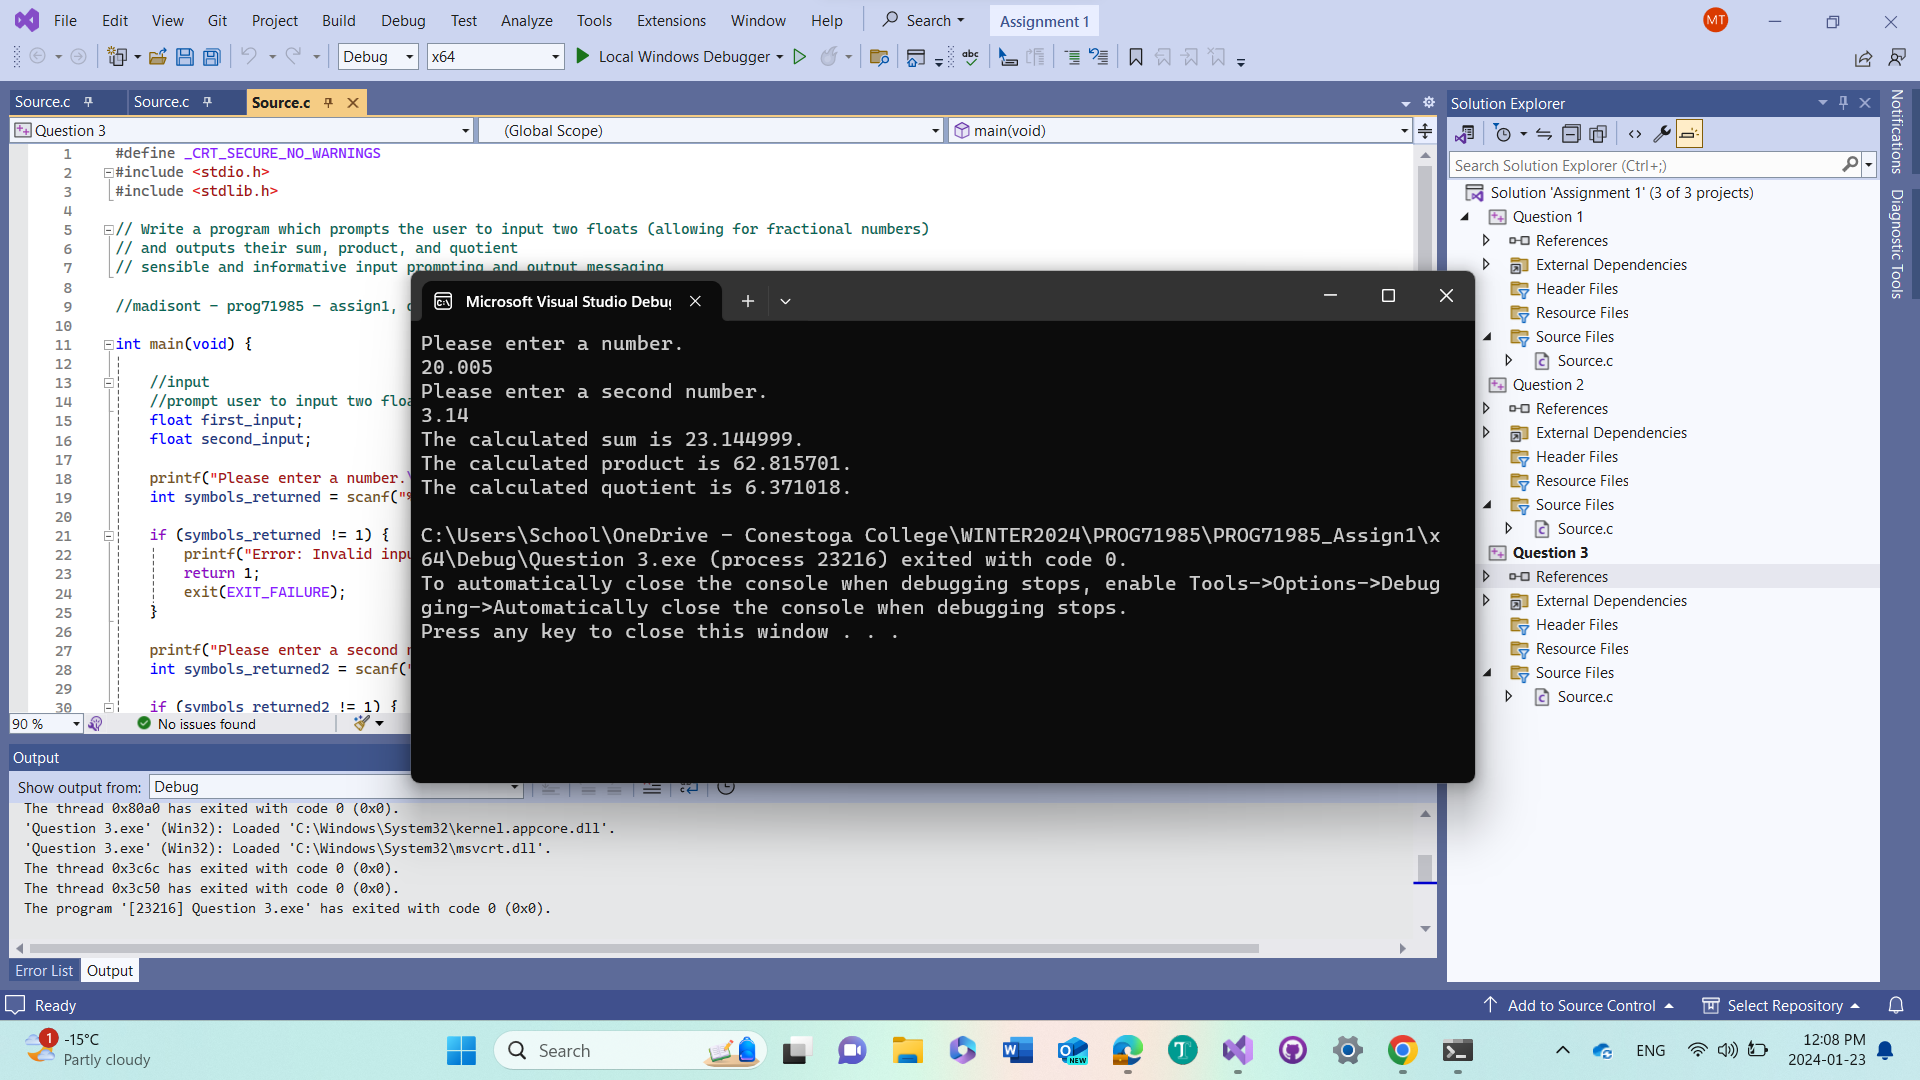 File Edit View Git Project Build Debug Test Analyze Tools Extensions Window Help Search Assignment 1 MT
Debug x64 Local Windows Debugger abc
Source.c Source.c Source.c
Question 3 (Global Scope) main(void)
1 #define _CRT_SECURE_NO_WARNINGS
2 #include <stdio.h>
3 #include <stdlib.h>
4
5 // Write a program which prompts the user to input two floats (allowing for fractional numbers)
6 // and outputs their sum, product, and quotient
7 // sensible and informative input prompting and output messaging
8
9 //madisont - prog71985 - assign1,
10
11 int main(void) {
12
13 //input
14 //prompt user to input two
15 float first_input;
16 float second_input;
17
18 printf("Please enter a number.
19 int symbols_returned = scanf("
20
21 if (symbols_returned != 1) {
22 printf("Error: Invalid
23 return 1;
24 exit(EXIT_FAILURE);
25 }
26
27 printf("Please enter a second
28 int symbols_returned2 = scanf(
29
30 if (symbols_returned2 != 1) {
90 % No issues found
Microsoft Visual Studio Debug
Please enter a number.
20.005
Please enter a second number.
3.14
The calculated sum is 23.144999.
The calculated product is 62.815701.
The calculated quotient is 6.371018.
C:\Users\School\OneDrive - Conestoga College\WINTER2024\PROG71985\PROG71985_Assign1\x
64\Debug\Question 3.exe (process 23216) exited with code 0.
To automatically close the console when debugging stops, enable Tools->Options->Debug
ging->Automatically close the console when debugging stops.
Press any key to close this window . . .
Output
Show output from: Debug
The thread 0x80a0 has exited with code 0 (0x0).
'Question 3.exe' (Win32): Loaded 'C:\Windows\System32\kernel.appcore.dll'.
'Question 3.exe' (Win32): Loaded 'C:\Windows\System32\msvcrt.dll'.
The thread 0x3c6c has exited with code 0 (0x0).
The thread 0x3c50 has exited with code 0 (0x0).
The program '[23216] Question 3.exe' has exited with code 0 (0x0).
Error List Output
Solution Explorer
Search Solution Explorer (Ctrl+;)
Solution 'Assignment 1' (3 of 3 projects)
Question 1
References
External Dependencies
Header Files
Resource Files
Source Files
Source.c
Question 2
References
External Dependencies
Header Files
Resource Files
Source Files
Source.c
Question 3
References
External Dependencies
Header Files
Resource Files
Source Files
Source.c
Notifications
Diagnostic Tools
Ready Add to Source Control Select Repository
1 -15°C
Partly cloudy
Search
NEW
ENG
12:08 PM
2024-01-23